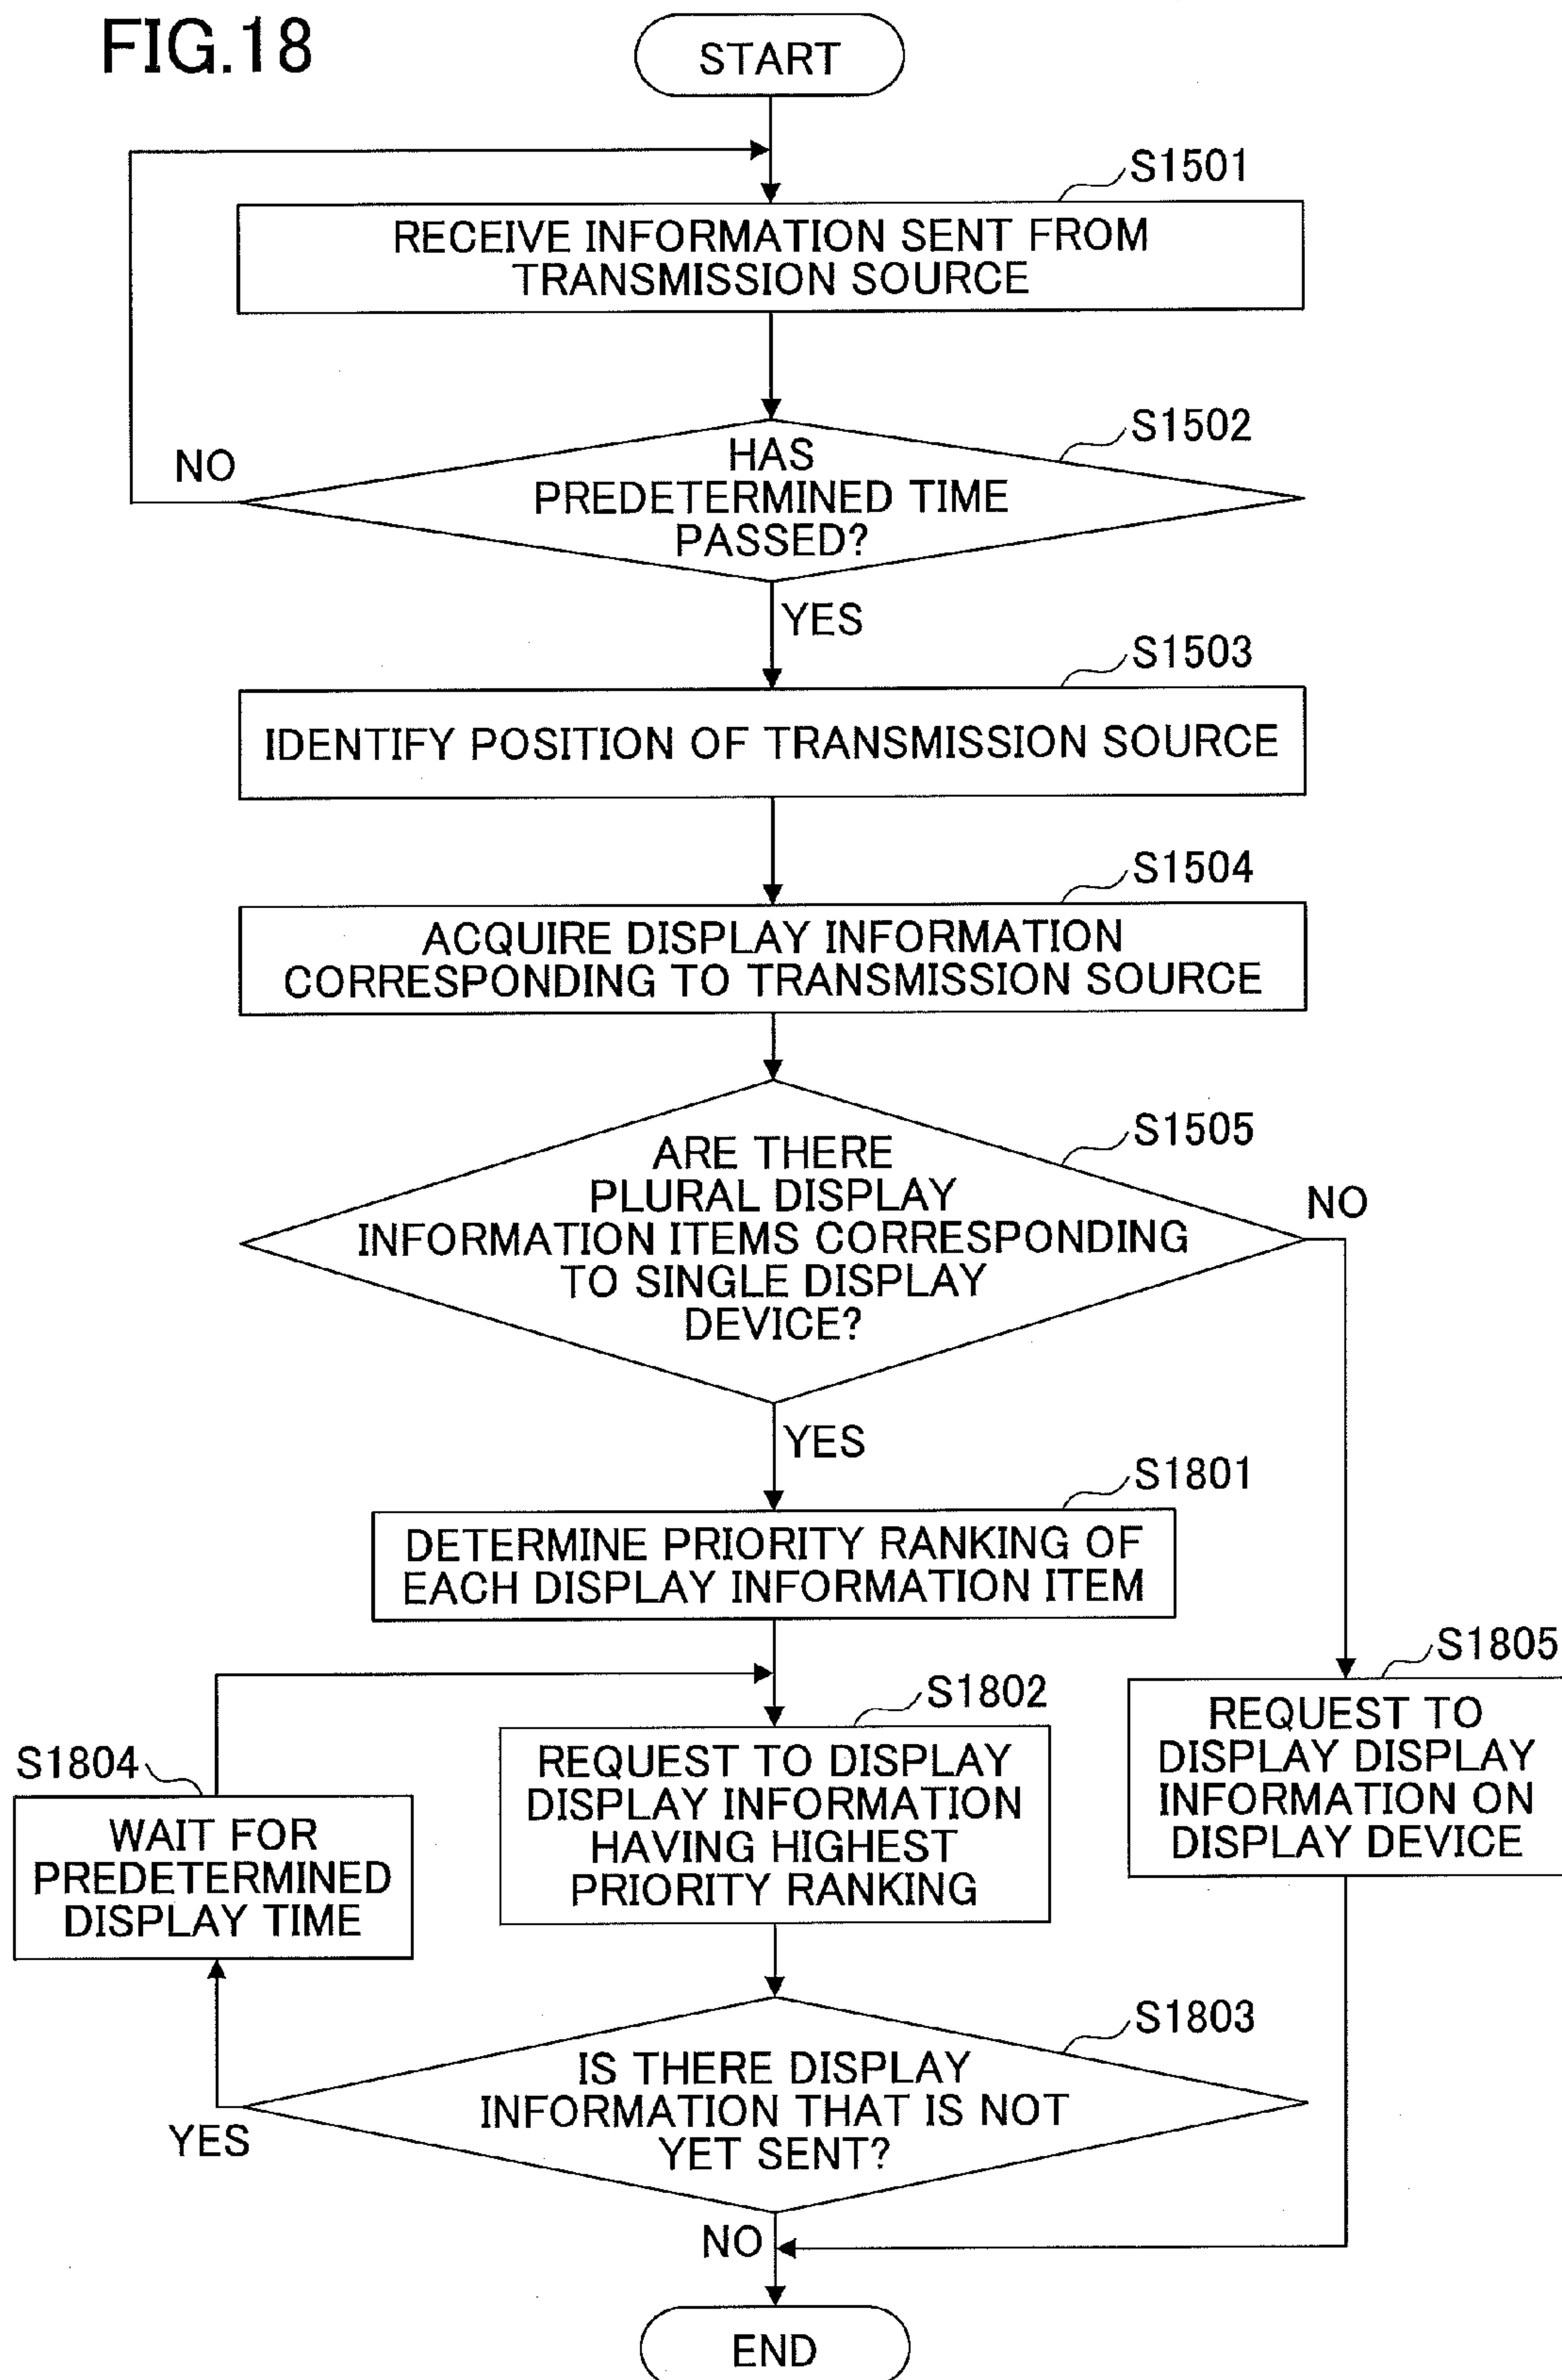 FIG.18
START
S1501
RECEIVE INFORMATION SENT FROM
TRANSMISSION SOURCE
S1502
HAS
PREDETERMINED TIME
PASSED?
NO
YES
S1503
IDENTIFY POSITION OF TRANSMISSION SOURCE
S1504
ACQUIRE DISPLAY INFORMATION
CORRESPONDING TO TRANSMISSION SOURCE
S1505
ARE THERE
PLURAL DISPLAY
INFORMATION ITEMS CORRESPONDING
TO SINGLE DISPLAY
DEVICE?
NO
YES
S1801
DETERMINE PRIORITY RANKING OF
EACH DISPLAY INFORMATION ITEM
S1802
REQUEST TO DISPLAY
DISPLAY INFORMATION
HAVING HIGHEST
PRIORITY RANKING
S1804
WAIT FOR
PREDETERMINED
DISPLAY TIME
S1805
REQUEST TO
DISPLAY DISPLAY
INFORMATION ON
DISPLAY DEVICE
S1803
IS THERE DISPLAY
INFORMATION THAT IS NOT
YET SENT?
YES
NO
END